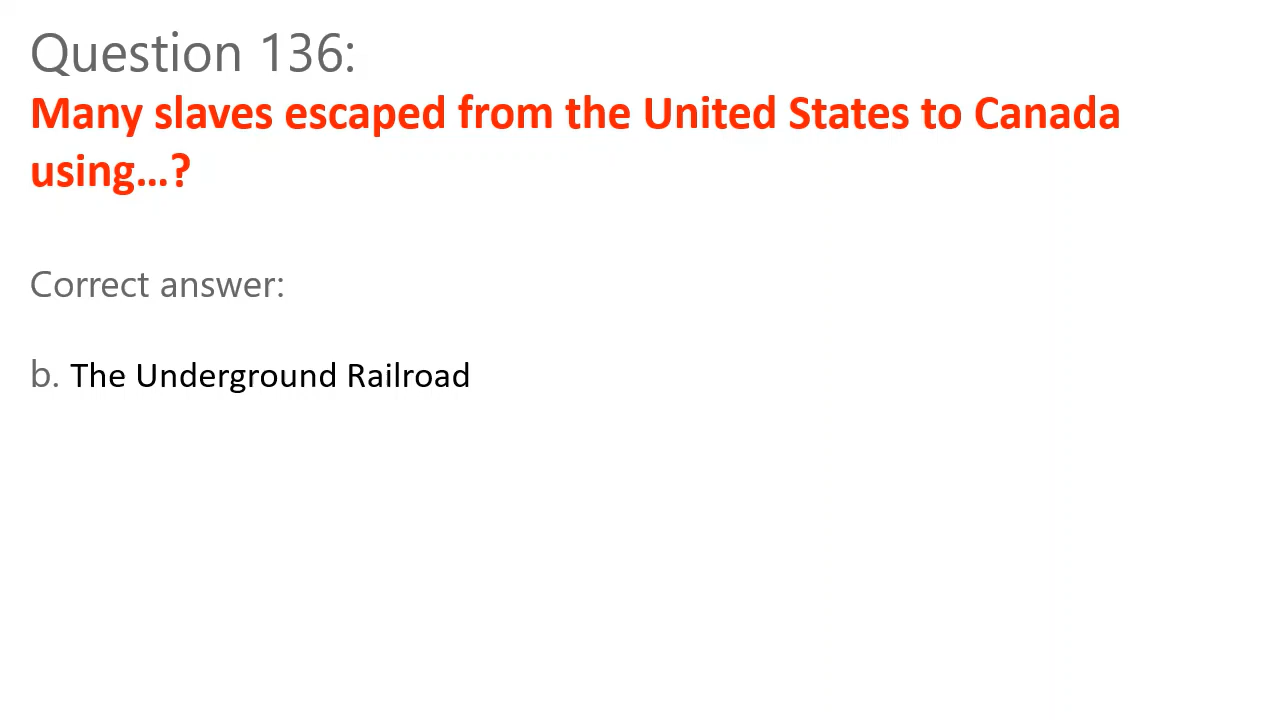 Question 136:
Many slaves escaped from the United States to Canada
using...?
Correct answer:
b. The Underground Railroad